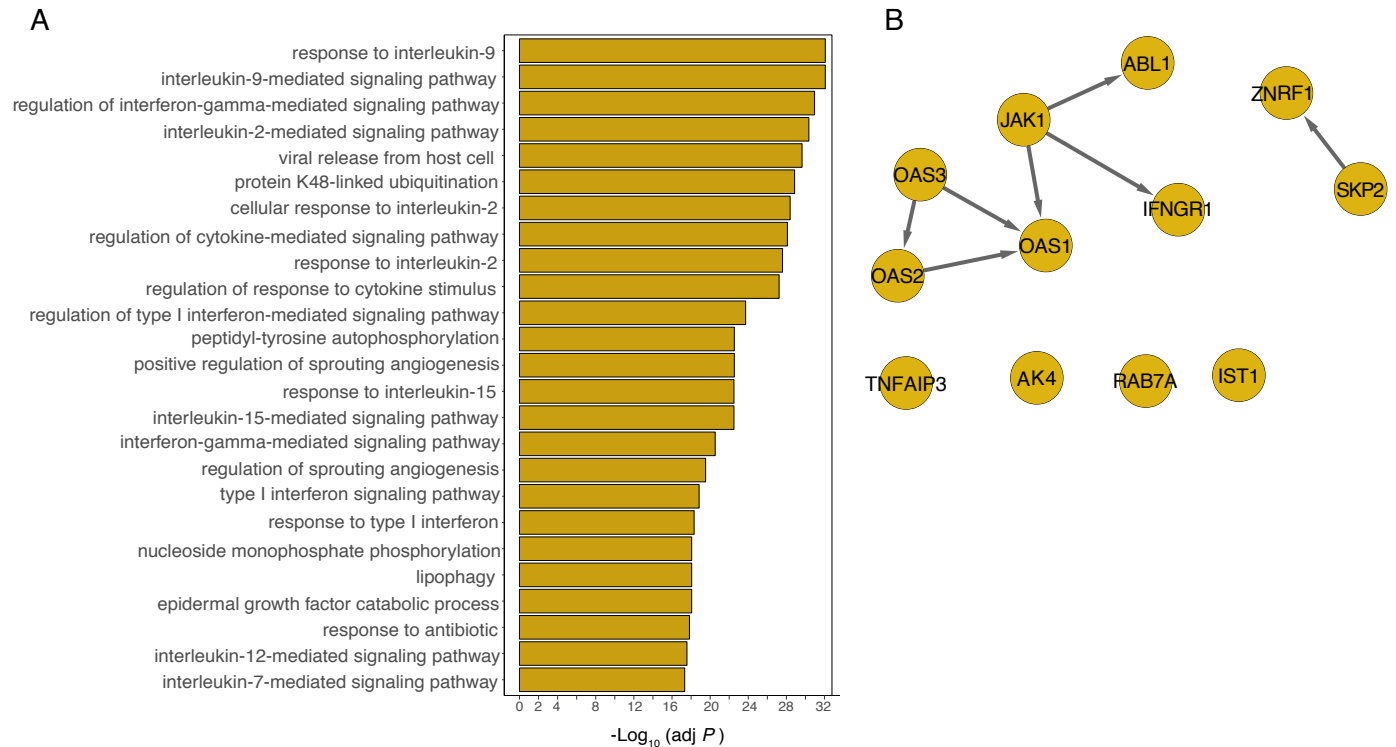 A
response to interleukin-9
interleukin-9-mediated signaling pathway
regulation of interferon-gamma-mediated signaling pathway
interleukin-2-mediated signaling pathway
viral release from host cell
protein K48-linked ubiquitination
cellular response to interleukin-2
regulation of cytokine-mediated signaling pathway
response to interleukin-2
regulation of response to cytokine stimulus
regulation of type I interferon-mediated signaling pathway
peptidyl-tyrosine autophosphorylation
positive regulation of sprouting angiogenesis
response to interleukin-15
interleukin-15-mediated signaling pathway
interferon-gamma-mediated signaling pathway
regulation of sprouting angiogenesis
type I interferon signaling pathway
response to type I interferon
nucleoside monophosphate phosphorylation
lipophagy
epidermal growth factor catabolic process
response to antibiotic
interleukin-12-mediated signaling pathway
interleukin-7-mediated signaling pathway
0 2 4 8 12 16 20 24 28 32
-Log10 (adj P )
B
ABL1
ZNRF1
JAK1
OAS3
SKP2
IFNGR1
OAS1
OAS2
TNFAIP3
AK4
RAB7A
IST1